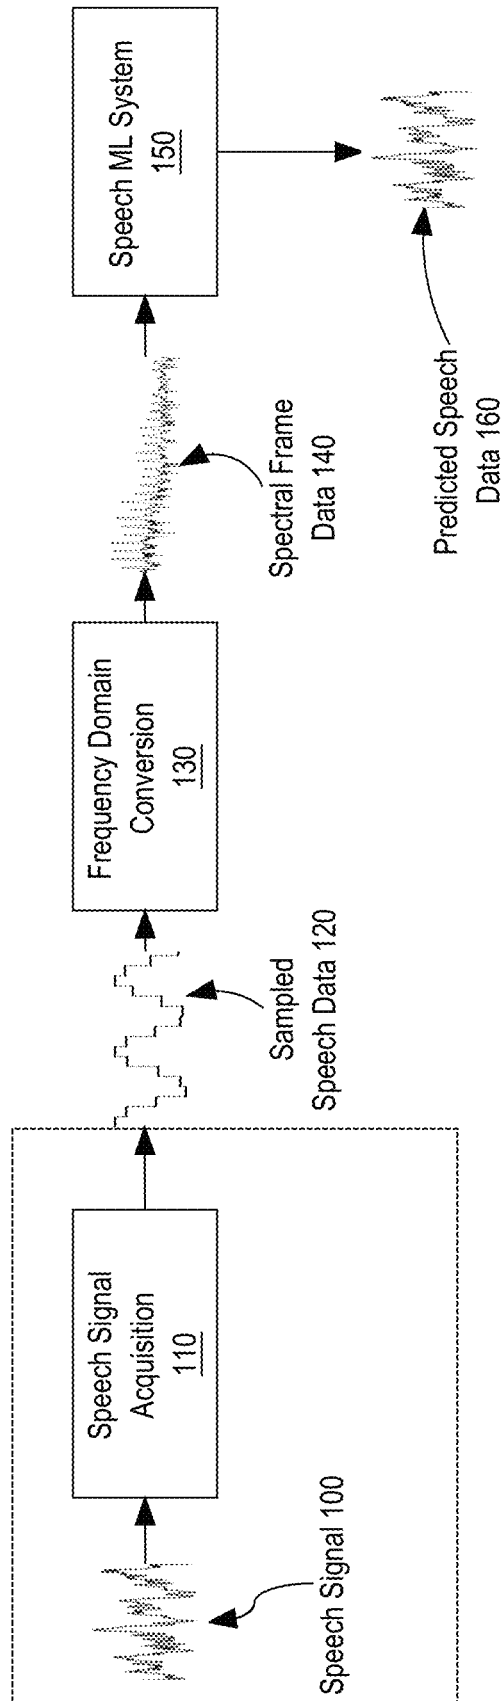 Speech Signal 100
Speech Signal
Acquisition
110
Sampled
Speech Data 120
Frequency Domain
Conversion
130
Spectral Frame
Data 140
Speech ML System
150
Predicted Speech
Data 160